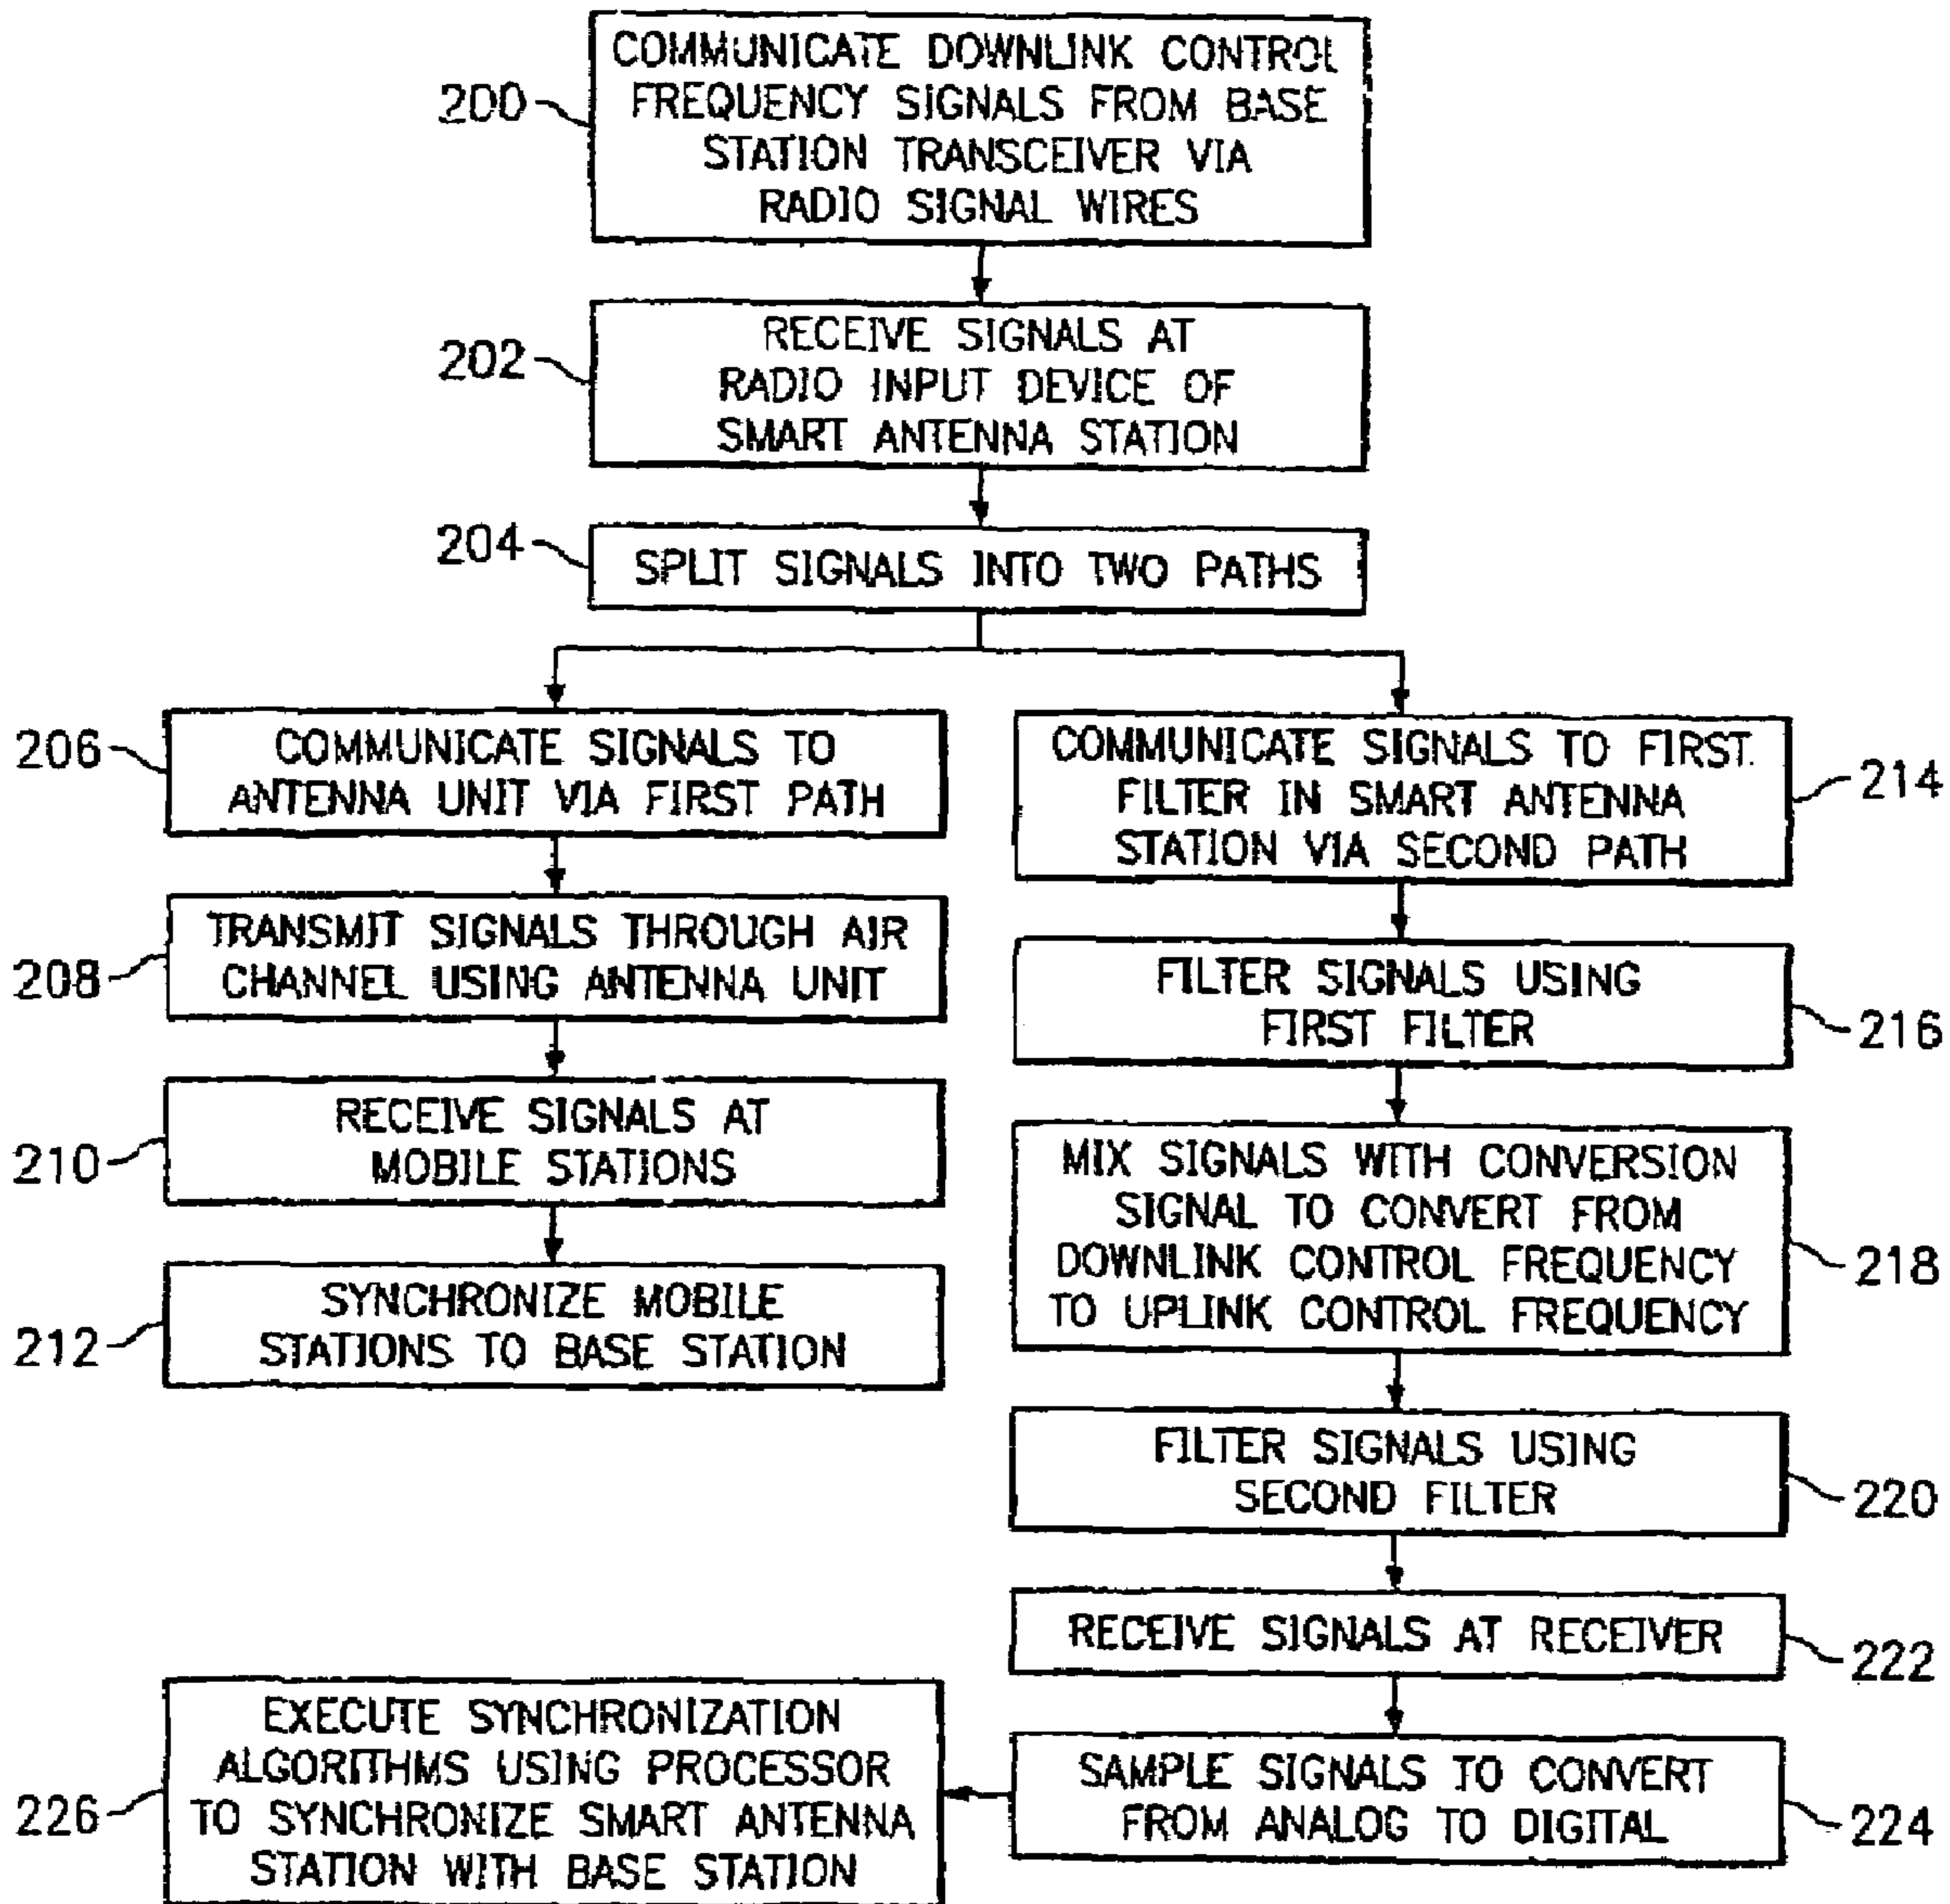 200
COMMUNICATE DOWNLINK CONTROL
FREQUENCY SIGNALS FROM BASE
STATION TRANSCEIVER VIA
RADIO SIGNAL WIRES
202
RECEIVE SIGNALS AT
RADIO INPUT DEVICE OF
SMART ANTENNA STATION
204
SPLIT SIGNALS INTO TWO PATHS
206
COMMUNICATE SIGNALS TO
ANTENNA UNIT VIA FIRST PATH
208
TRANSMIT SIGNALS THROUGH AIR
CHANNEL USING ANTENNA UNIT
210
RECEIVE SIGNALS AT
MOBILE STATIONS
212
SYNCHRONIZE MOBILE
STATIONS TO BASE STATION
COMMUNICATE SIGNALS TO FIRST
FILTER IN SMART ANTENNA
STATION VIA SECOND PATH
214
FILTER SIGNALS USING
FIRST FILTER
216
MIX SIGNALS WITH CONVERSION
SIGNAL TO CONVERT FROM
DOWNLINK CONTROL FREQUENCY
TO UPLINK CONTROL FREQUENCY
218
FILTER SIGNALS USING
SECOND FILTER
220
RECEIVE SIGNALS AT RECEIVER
222
SAMPLE SIGNALS TO CONVERT
FROM ANALOG TO DIGITAL
224
226
EXECUTE SYNCHRONIZATION
ALGORITHMS USING PROCESSOR
TO SYNCHRONIZE SMART ANTENNA
STATION WITH BASE STATION